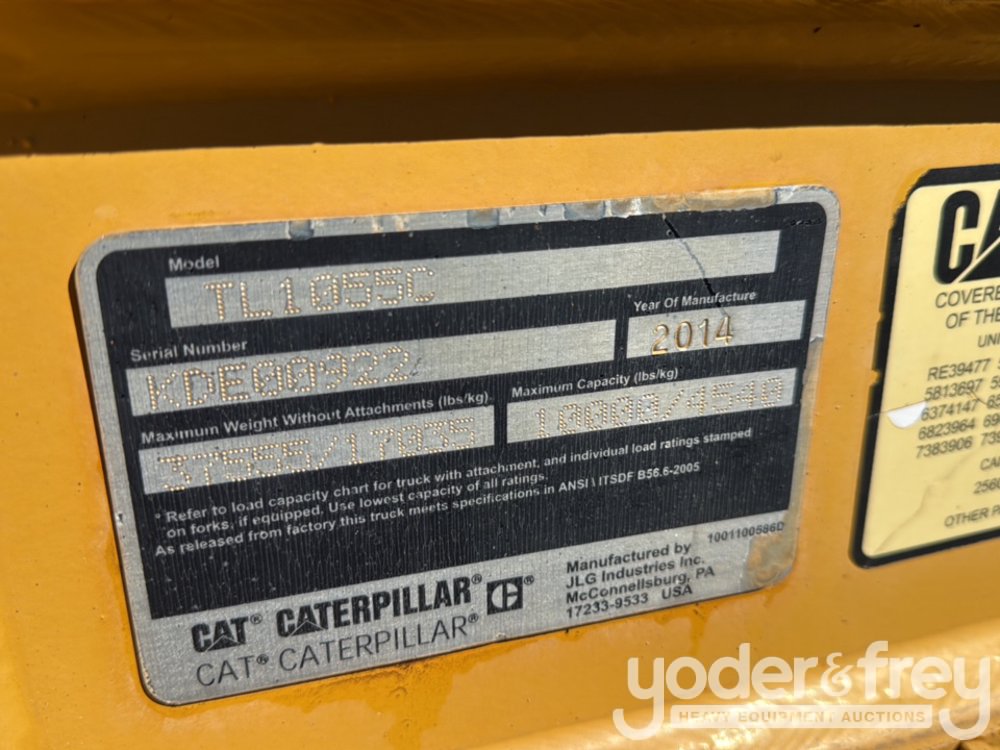 Model
TL1055C
Serial Number
KDE00922
Year Of Manufacture
2014
Maximum Weight Without Attachments (lbs/kg)
37555/17035
Maximum Capacity (lbs/kg)
10000/4540
* Refer to load capacity chart for truck with attachment, and individual load ratings stamped
on forks, if equipped. Use lowest capacity of all ratings.
As released from factory this truck meets specifications in ANSI \ ITSDF B56.6-2005
1001100586D
CAT® CATERPILLAR®
CAT® CATERPILLAR®
Manufactured by
JLG Industries Inc.
McConnellsburg, PA
17233-9533 USA
COVERE
OF THE
UNI
RE39477
5813697
6374147
6823964
7383906
CA
2560
OTHER P
yoder&frey
HEAVY EQUIPMENT AUCTIONS